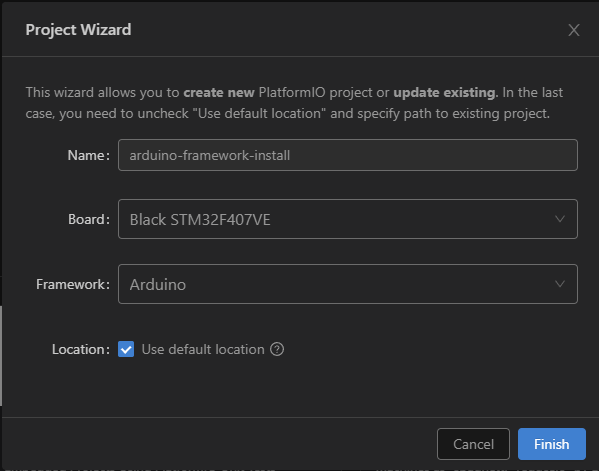 Project Wizard
This wizard allows you to create new PlatformIO project or update existing. In the last
case, you need to uncheck "Use default location" and specify path to existing project.
Name: arduino-framework-install
Board: Black STM32F407VE
Framework: Arduino
Location: Use default location
Cancel Finish